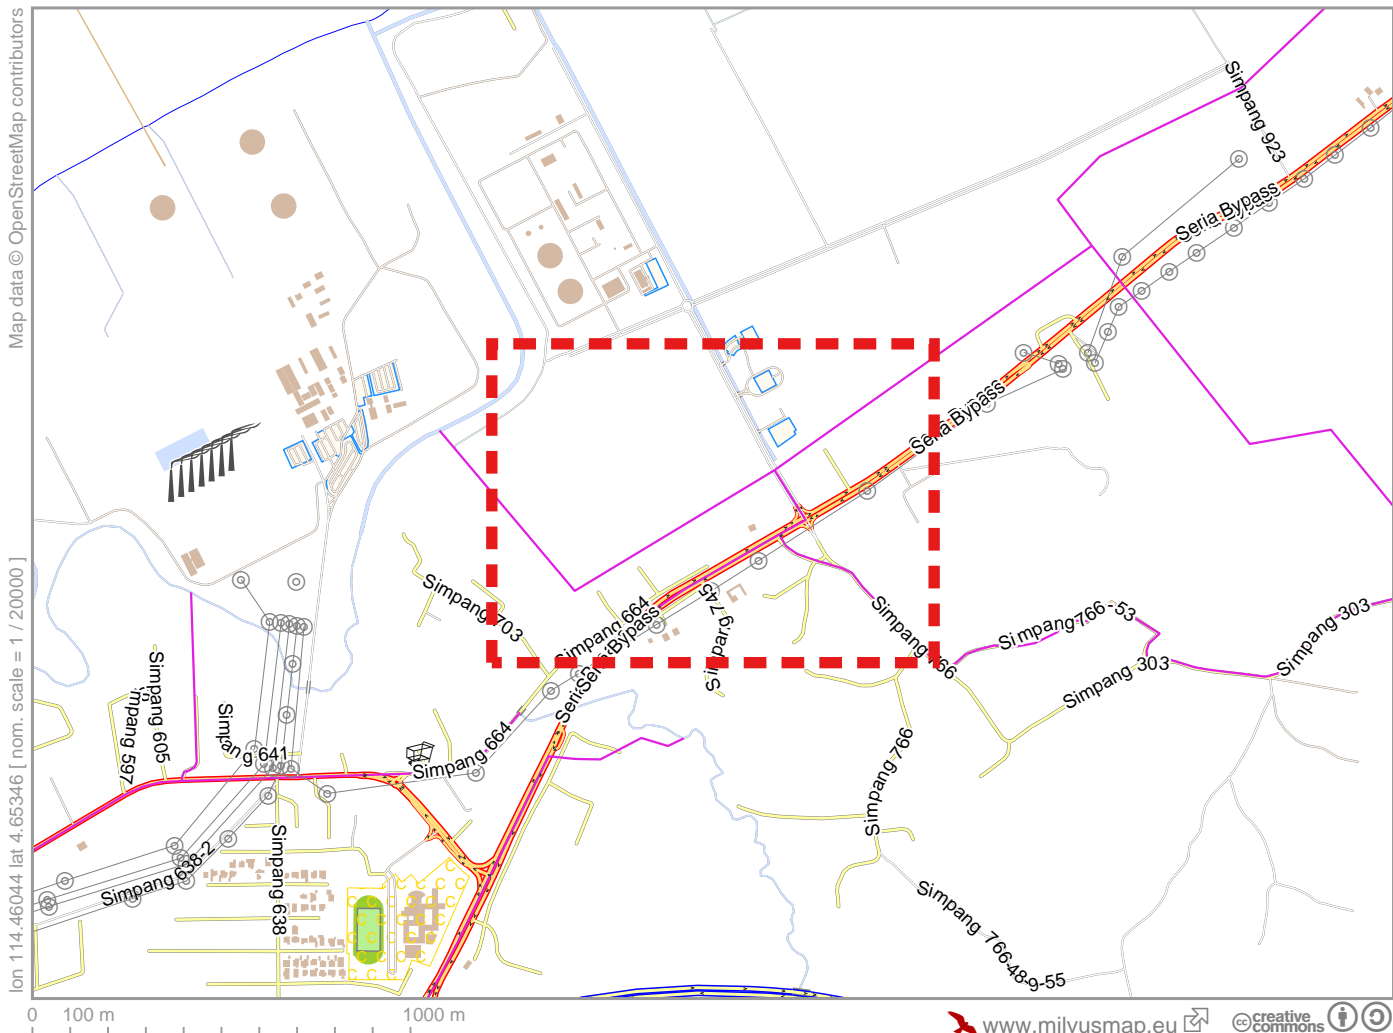 Map data © OpenStreetMap contributors
lon 114.46044 lat 4.65346 [ nom. scale = 1 / 20000 ]
Simpang 923
Seria Bypass
Seria Bypass
Simpang 703
Simpang 664
Simpang 745
Seria Bypass
Simpang 766
Simpang 766-53
Simpang 303
Simpang 303
Simpang 605
Simpang 597
Simpang 641
Simpang 664
Simpang 766
Simpang 638-2
Simpang 638
Simpang 766-48-9-55
0 100 m 1000 m
www.milvusmap.eu
cc creative commons